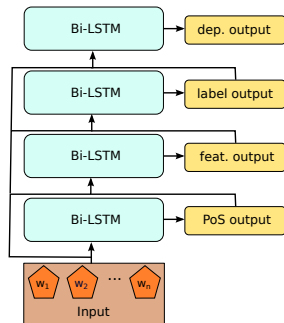 Bi-LSTM dep. output
Bi-LSTM label output
Bi-LSTM feat. output
Bi-LSTM PoS output
w1 w2 ... wn
Input